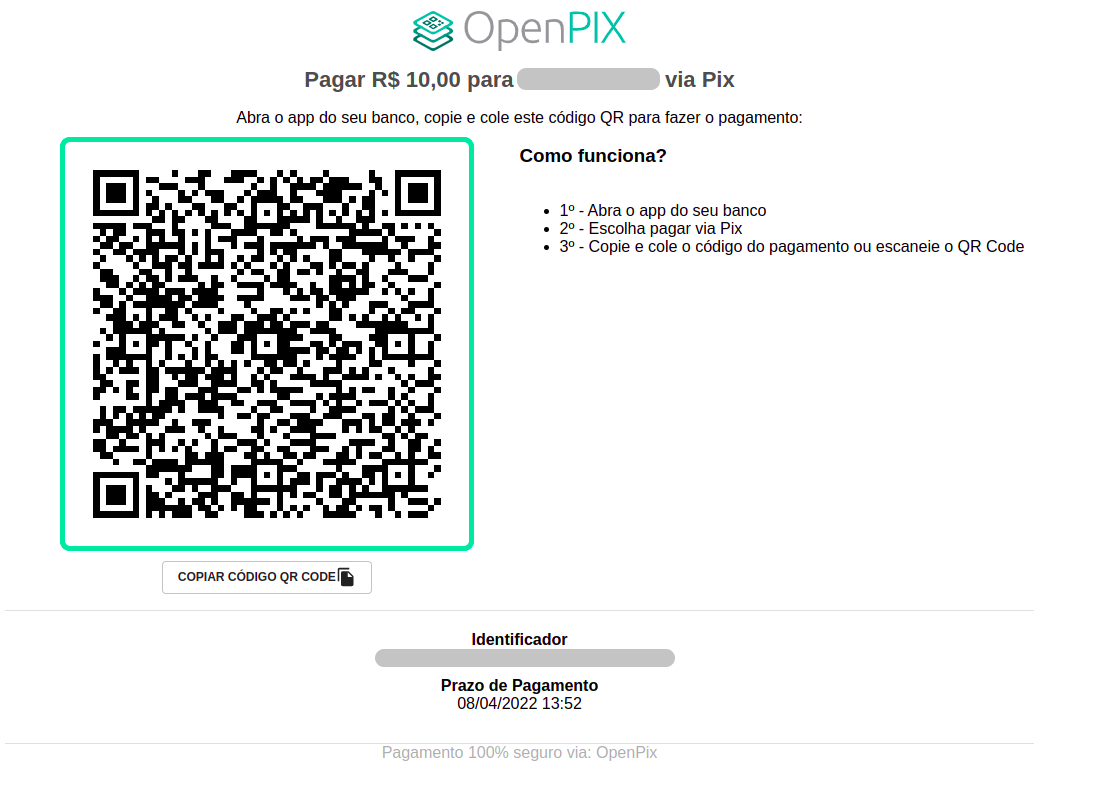 OpenPIX
Pagar R$ 10,00 para via Pix
Abra o app do seu banco, copie e cole este código QR para fazer o pagamento:
Como funciona?
1º - Abra o app do seu banco
2º - Escolha pagar via Pix
3º - Copie e cole o código do pagamento ou escaneie o QR Code
COPIAR CÓDIGO QR CODE
Identificador
Prazo de Pagamento
08/04/2022 13:52
Pagamento 100% seguro via: OpenPix